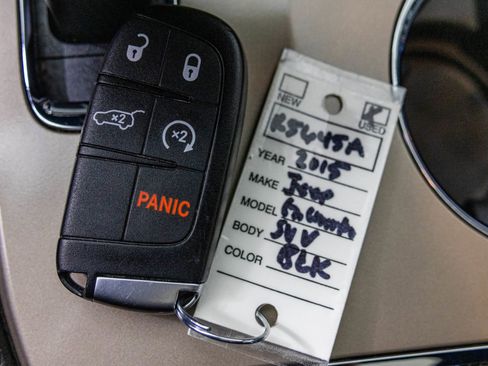 x2
x2
PANIC
NEW
USED
R5645A
YEAR 2015
MAKE Jeep
MODEL
BODY SUV
COLOR BLK